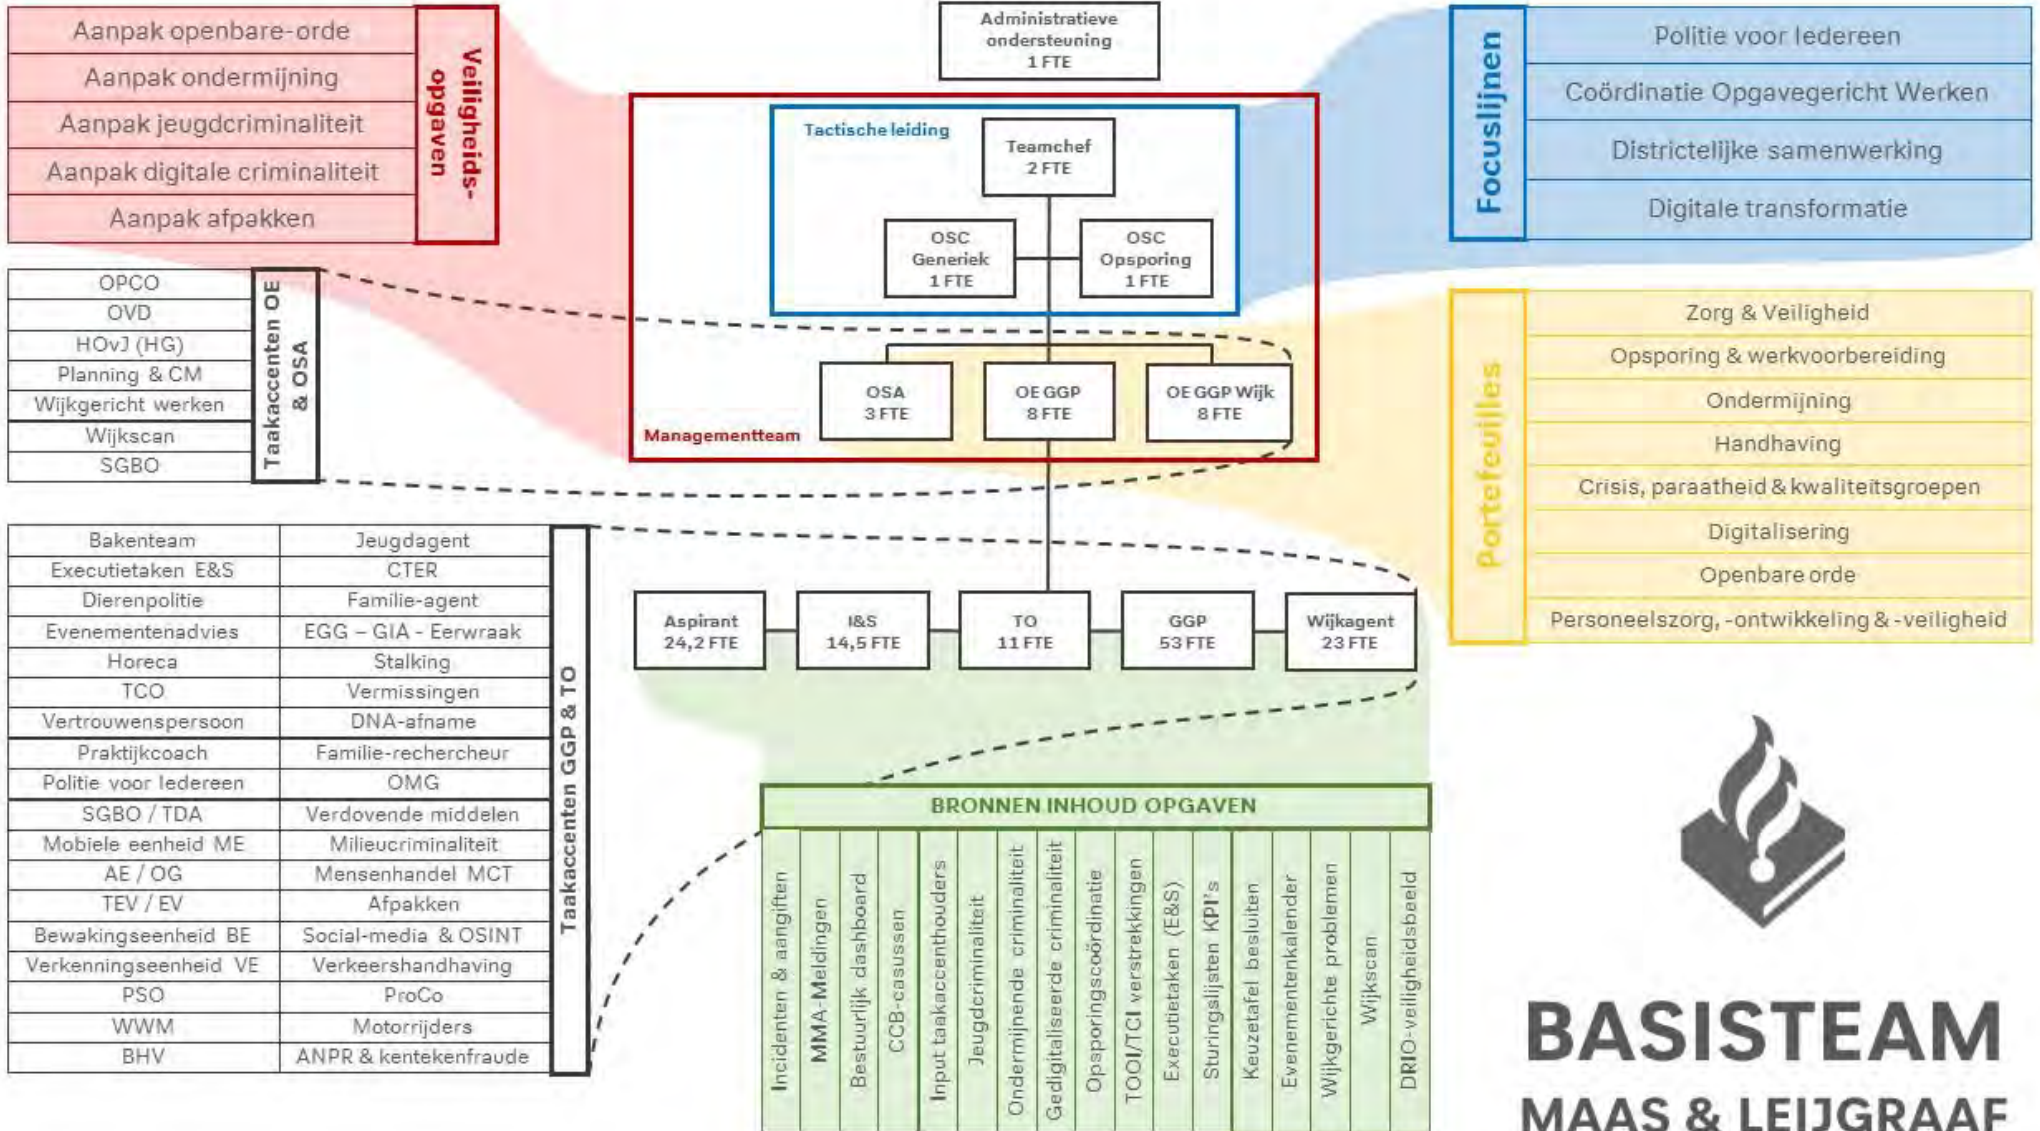 Aanpak openbare-orde
Aanpak ondermijning
Aanpak jeugdcriminaliteit
Aanpak digitale criminaliteit
Aanpak afpakken
Veiligheids-
opgaven
Administratieve
ondersteuning
1 FTE
Tactische leiding
Teamchef
2 FTE
OSC
Generiek
1 FTE
OSC
Opsporing
1 FTE
OSA
3 FTE
OE GGP
8 FTE
OE GGP Wijk
8 FTE
Managementteam
Focuslijnen
Politie voor Iedereen
Coördinatie Opgavegericht Werken
Districtelijke samenwerking
Digitale transformatie
OPCO
OVD
HOvJ (HG)
Planning & CM
Wijkgericht werken
Wijkscan
SGBO
Taakaccenten OE
& OSA
Portefeuilles
Zorg & Veiligheid
Opsporing & werkvoorbereiding
Ondermijning
Handhaving
Crisis, paraatheid & kwaliteitsgroepen
Digitalisering
Openbare orde
Personeelszorg, -ontwikkeling & -veiligheid
Bakenteam
Jeugdagent
Executietaken E&S
CTER
Dierenpolitie
Familie-agent
Evenementenadvies
EGG – GIA - Eerwraak
Horeca
Stalking
TCO
Vermissingen
Vertrouwenspersoon
DNA-afname
Praktijkcoach
Familie-rechercheur
Politie voor Iedereen
OMG
SGBO / TDA
Verdovende middelen
Mobiele eenheid ME
Milieucriminaliteit
AE / OG
Mensenhandel MCT
TEV / EV
Afpakken
Bewakingseenheid BE
Social-media & OSINT
Verkenningseenheid VE
Verkeershandhaving
PSO
ProCo
WWM
Motorrijders
BHV
ANPR & kentekenfraude
Taakaccenten GGP & TO
Aspirant
24,2 FTE
I&S
14,5 FTE
TO
11 FTE
GGP
53 FTE
Wijkagent
23 FTE
BRONNEN INHOUD OPGAVEN
Incidenten & aangiften
MMA-Meldingen
Bestuurlijk dashboard
CCB-casussen
Input taakaccenthouders
Jeugdcriminaliteit
Ondermijnende criminaliteit
Gedigitaliseerde criminaliteit
Opsporingscoördinatie
TOOI/TCI verstrekkingen
Executietaken (E&S)
Sturingslijsten KPI's
Keuzetafel besluiten
Evenementenkalender
Wijkgerichte problemen
Wijkscan
DRIO-veiligheidsbeeld
BASISTEAM
MAAS & LEIJGRAAF